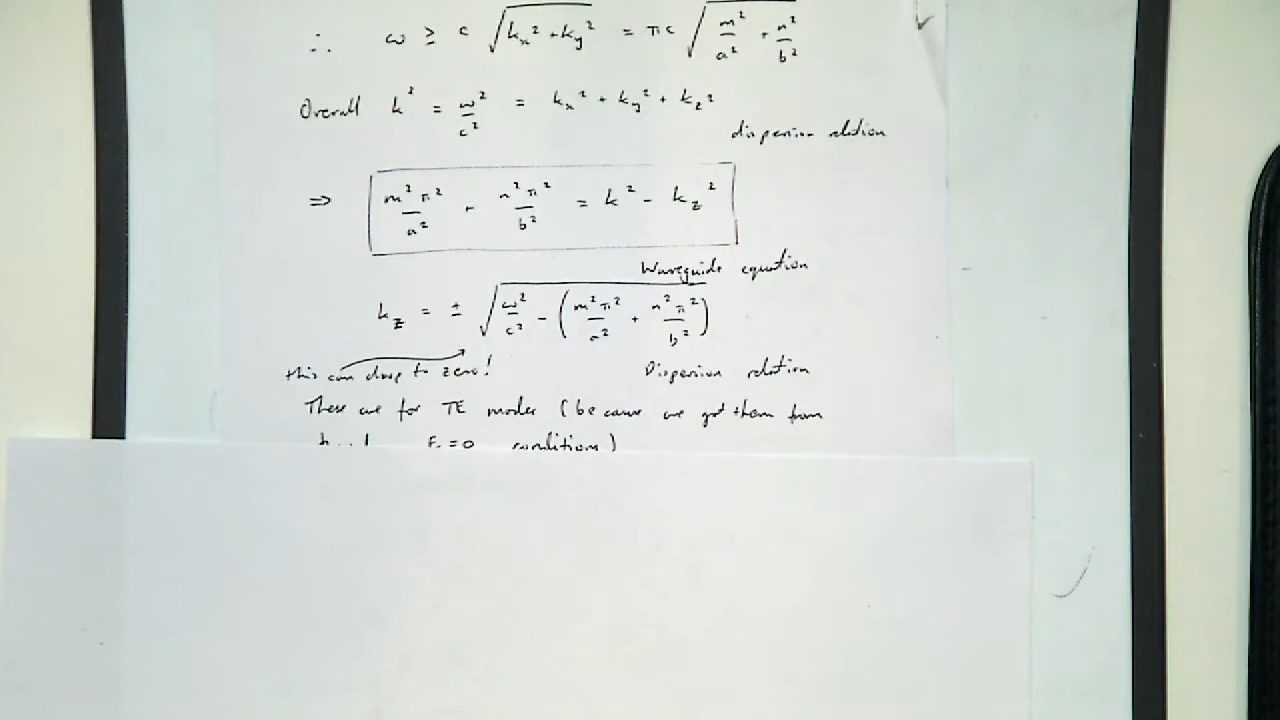 ∴ ω ≥ c √(kx² + ky²) = πc √(m²/a² + n²/b²)
Overall k² = ω²/c² = kx² + ky² + kz²
dispersion relation
⇒ m²π²/a² + n²π²/b² = k² - kz²
Waveguide equation
kz = ± √(ω²/c² - (m²π²/a² + n²π²/b²))
this can drop to zero!
Dispersion relation
These are for TE modes (because we got them from
= 0 conditions)